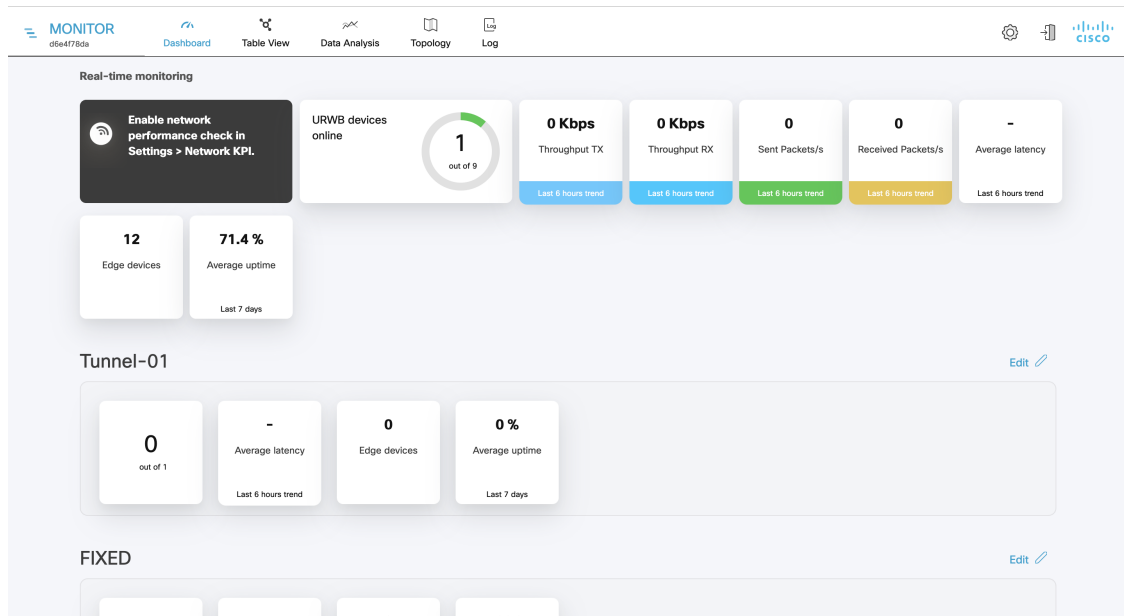 MONITOR
d6e4f78da
Dashboard
Table View
Data Analysis
Topology
Log
Log
CISCO
Real-time monitoring
Enable network
performance check in
Settings > Network KPI.
URWB devices
online
1
out of 9
0 Kbps
Throughput TX
Last 6 hours trend
0 Kbps
Throughput RX
Last 6 hours trend
0
Sent Packets/s
Last 6 hours trend
0
Received Packets/s
Last 6 hours trend
-
Average latency
Last 6 hours trend
12
Edge devices
71.4 %
Average uptime
Last 7 days
Tunnel-01
Edit
0
out of 1
-
Average latency
Last 6 hours trend
0
Edge devices
0 %
Average uptime
Last 7 days
FIXED
Edit